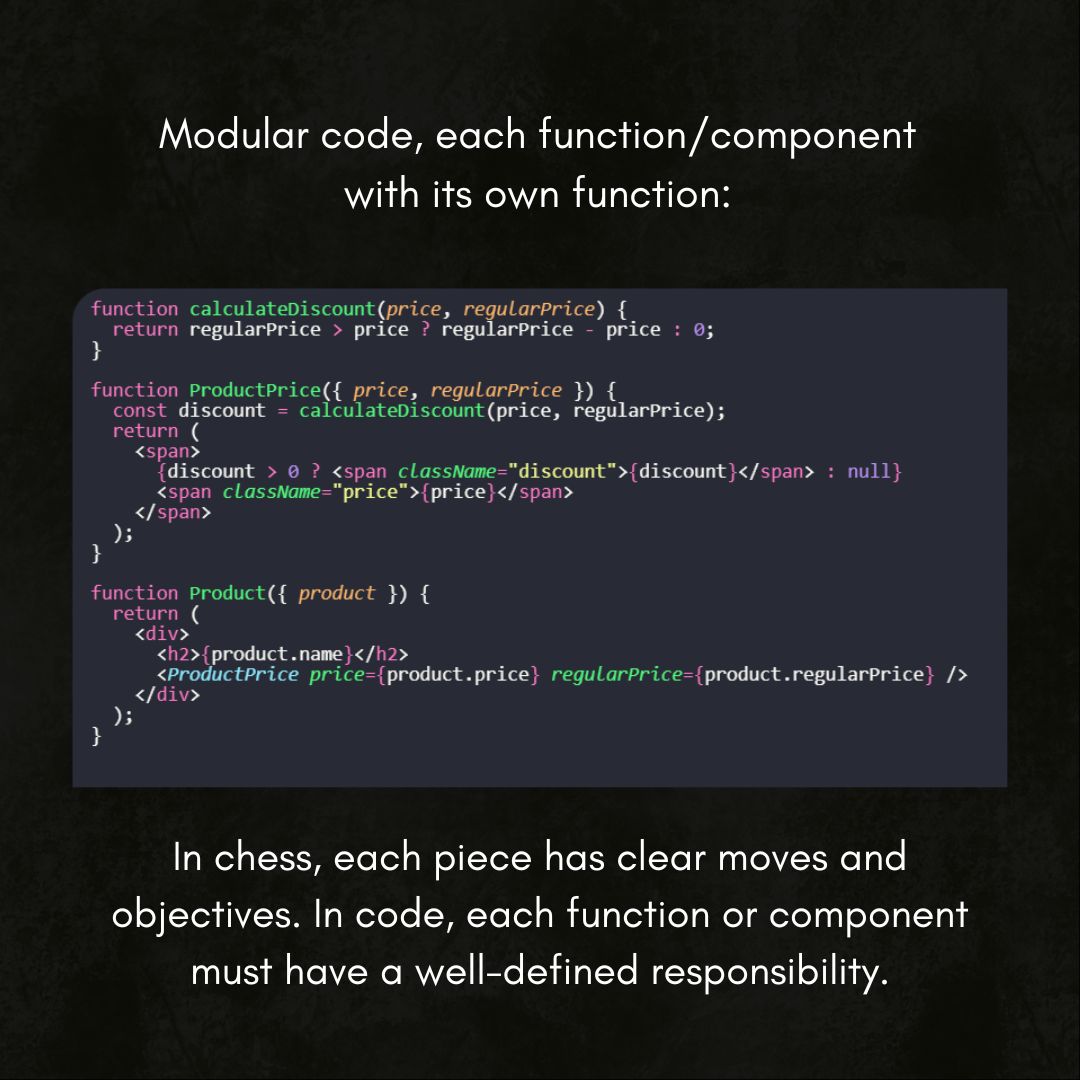 Modular code, each function/component
with its own function:
function calculateDiscount(price, regularPrice) {
  return regularPrice > price ? regularPrice - price : 0;
}
function ProductPrice({ price, regularPrice }) {
  const discount = calculateDiscount(price, regularPrice);
  return (
    <span>
      {discount > 0 ? <span className="discount">{discount}</span> : null}
      <span className="price">{price}</span>
    </span>
  );
}
function Product({ product }) {
  return (
    <div>
      <h2>{product.name}</h2>
      <ProductPrice price={product.price} regularPrice={product.regularPrice} />
    </div>
  );
}
In chess, each piece has clear moves and
objectives. In code, each function or component
must have a well-defined responsibility.